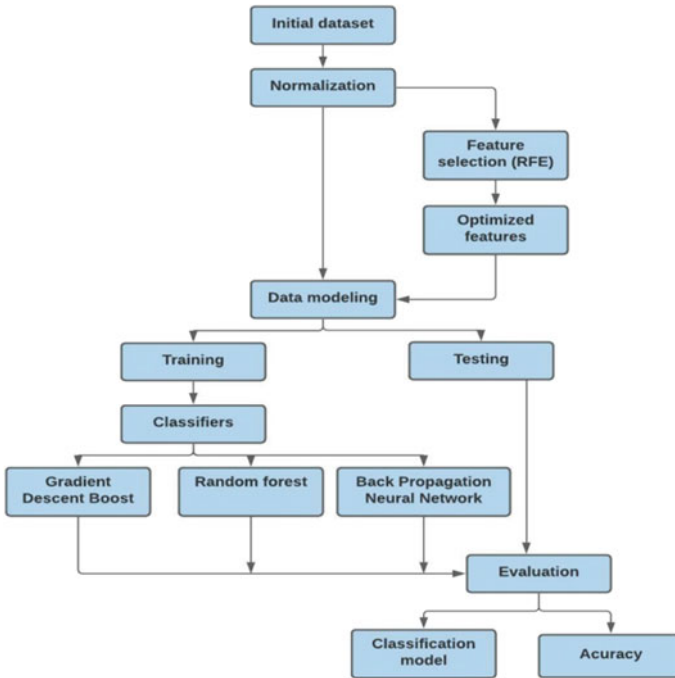 Initial dataset
Normalization
Feature
selection (RFE)
Optimized
features
Data modeling
Training
Testing
Classifiers
Gradient
Descent Boost
Random forest
Back Propagation
Neural Network
Evaluation
Classification
model
Acuracy